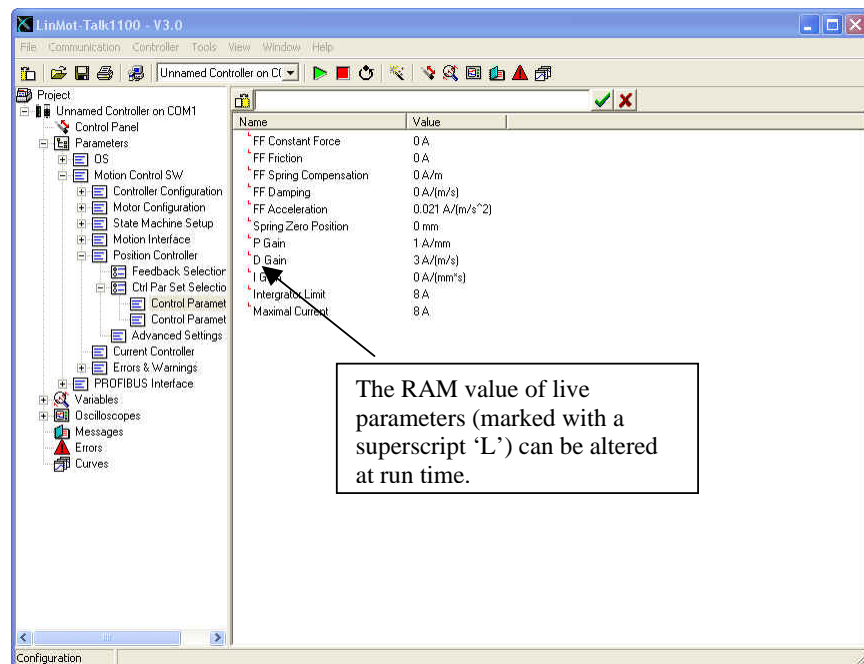 LinMot-Talk1100 - V3.0
File Communication Controller Tools View Window Help
Unnamed Controller on C(
Project
Unnamed Controller on COM1
Control Panel
Parameters
OS
Motion Control SW
Controller Configuration
Motor Configuration
State Machine Setup
Motion Interface
Position Controller
Feedback Selection
Ctrl Par Set Selectio
Control Paramet
Control Paramet
Advanced Settings
Current Controller
Errors & Warnings
PROFIBUS Interface
Variables
Oscilloscopes
Messages
Errors
Curves
Name Value
L FF Constant Force 0 A
L FF Friction 0 A
L FF Spring Compensation 0 A/m
L FF Damping 0 A/(m/s)
L FF Acceleration 0.021 A/(m/s^2)
L Spring Zero Position 0 mm
L P Gain 1 A/mm
L D Gain 3 A/(m/s)
L I Gain 0 A/(mm*s)
L Intergrator Limit 8 A
L Maximal Current 8 A
The RAM value of live
parameters (marked with a
superscript ‘L’) can be altered
at run time.
Configuration